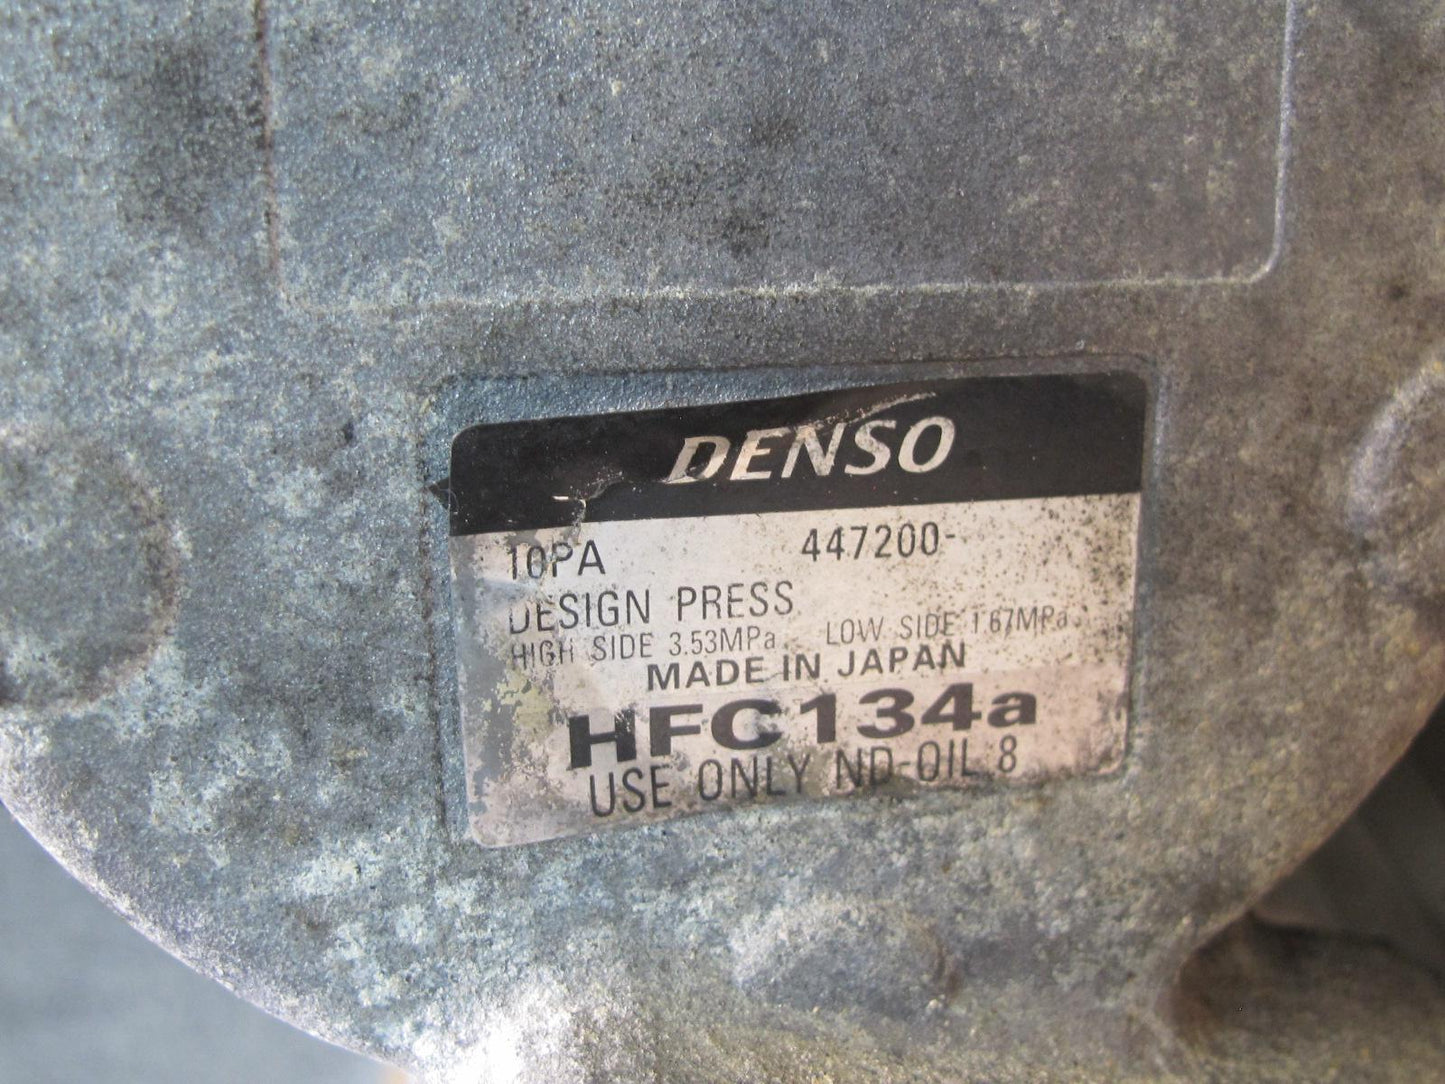 DENSO
10PA 447200-
DESIGN PRESS
HIGH SIDE 3.53MPa LOW SIDE 1.67MPa
MADE IN JAPAN
HFC134a
USE ONLY ND-OIL 8